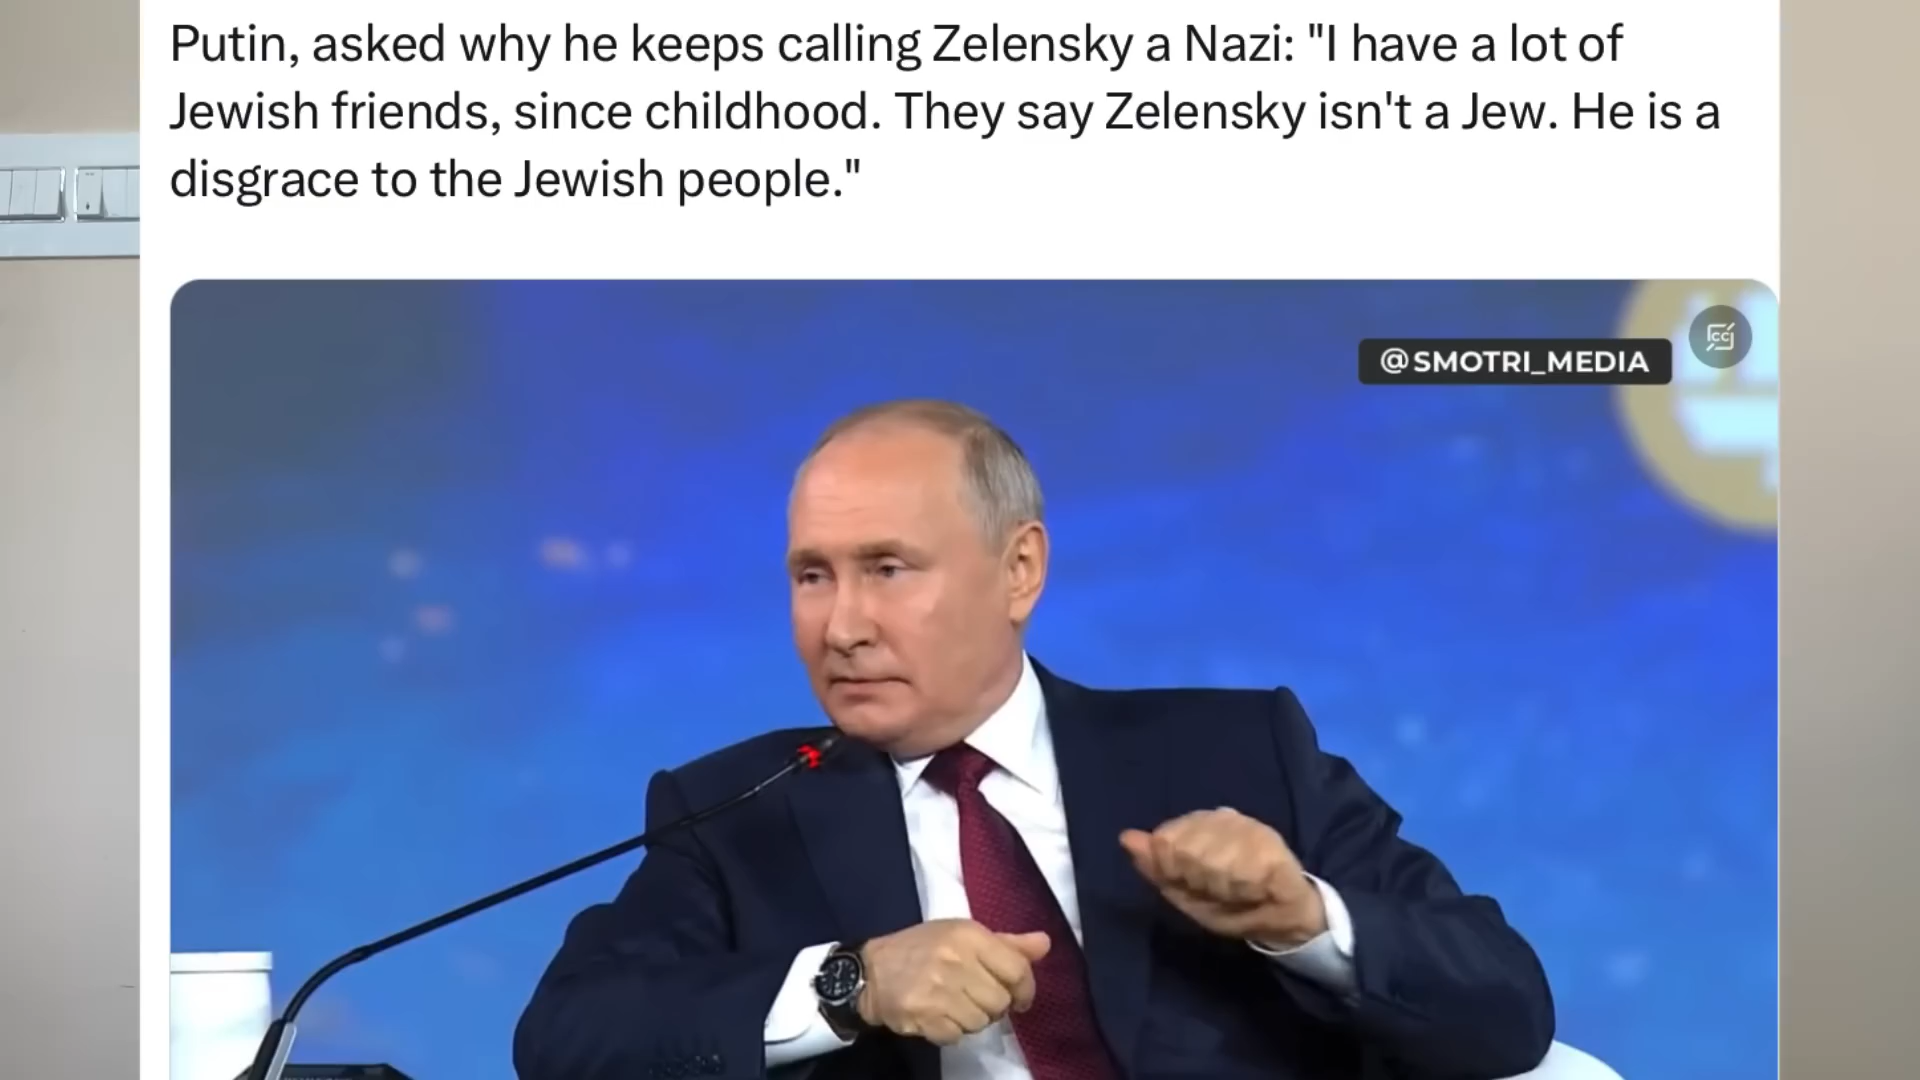 Putin, asked why he keeps calling Zelensky a Nazi: "I have a lot of
Jewish friends, since childhood. They say Zelensky isn't a Jew. He is a
disgrace to the Jewish people."
@SMOTRI_MEDIA
CC